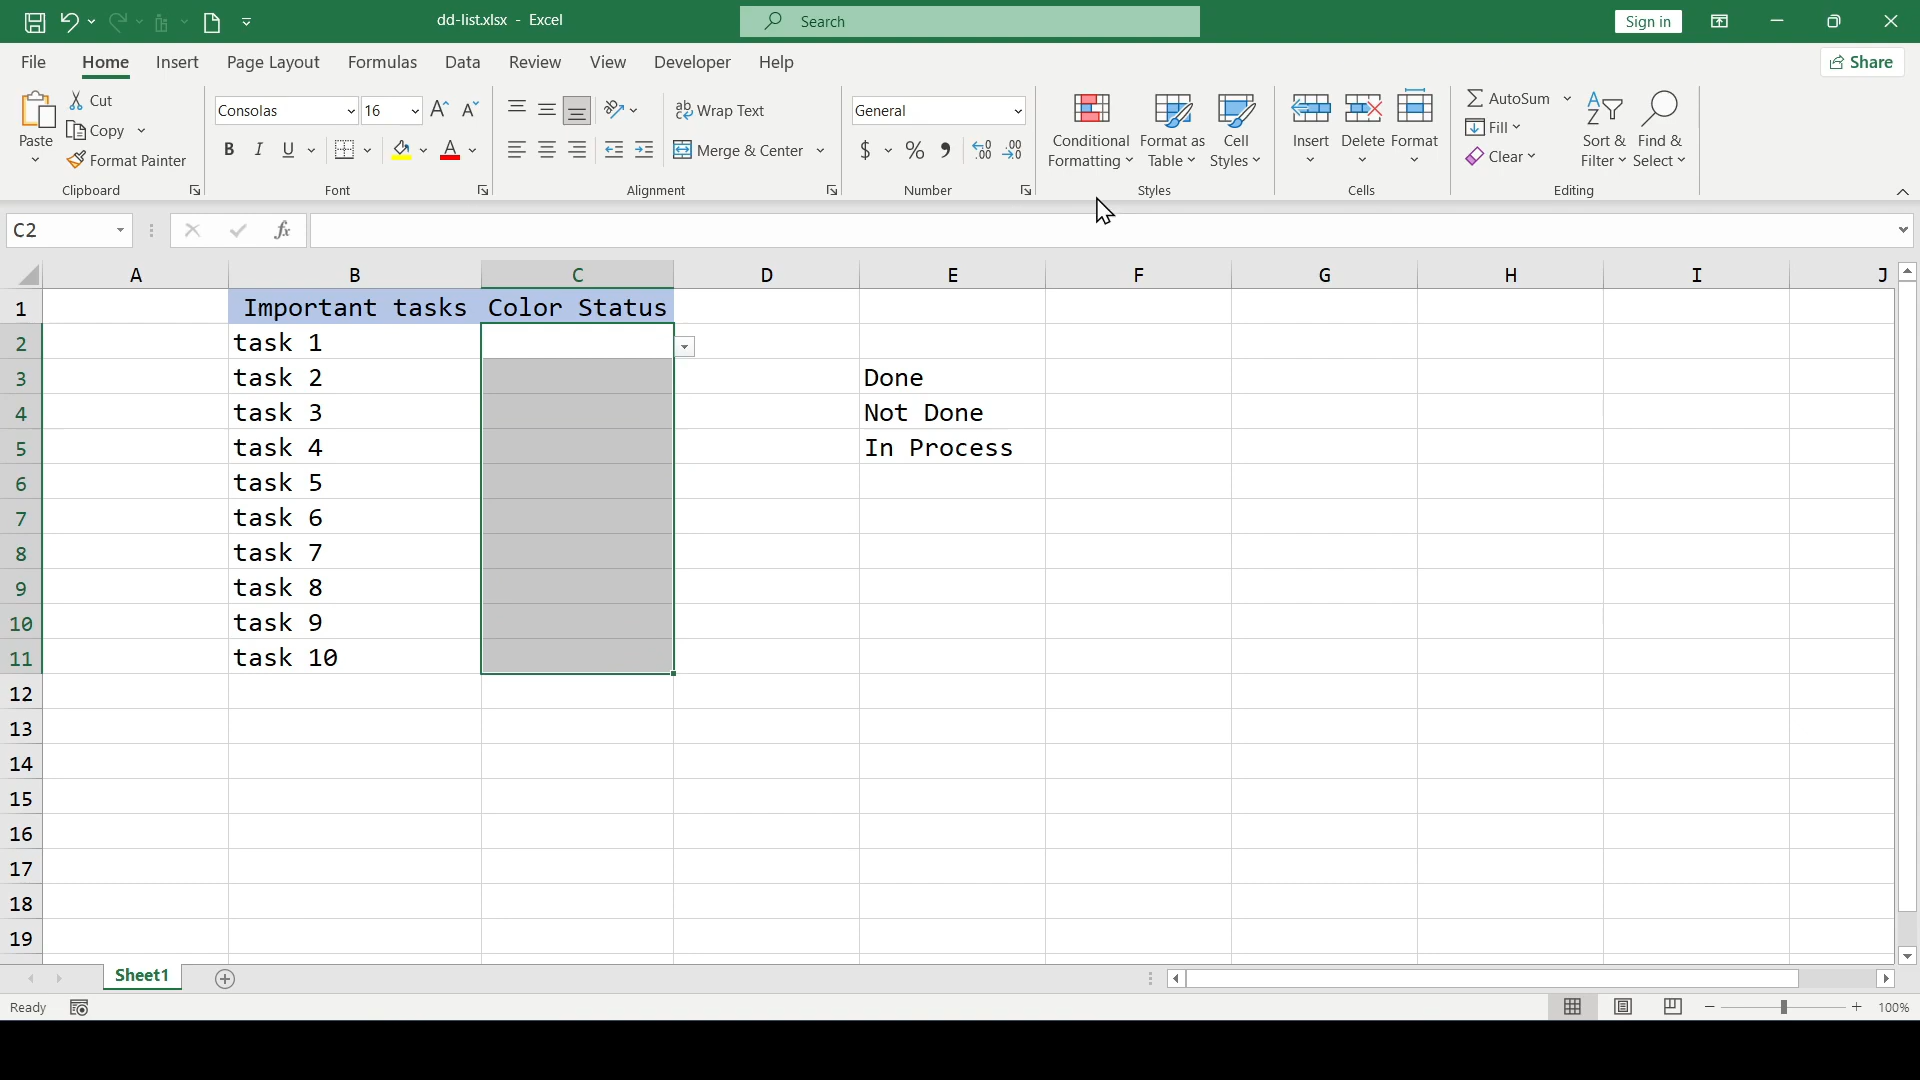 dd-list.xlsx - Excel
Search
Sign in
File Home Insert Page Layout Formulas Data Review View Developer Help
Share
Paste
Cut
Copy
Format Painter
Clipboard
Consolas 16
B I U
Font
Wrap Text
Merge & Center
Alignment
General
$ %
Number
Conditional Formatting
Format as Table
Cell Styles
Styles
Insert Delete Format
Cells
AutoSum
Fill
Clear
Sort & Filter
Find & Select
Editing
C2
fx
A B C D E F G H I J
1 Important tasks Color Status
2 task 1
3 task 2 Done
4 task 3 Not Done
5 task 4 In Process
6 task 5
7 task 6
8 task 7
9 task 8
10 task 9
11 task 10
12
13
14
15
16
17
18
19
Sheet1
Ready
100%